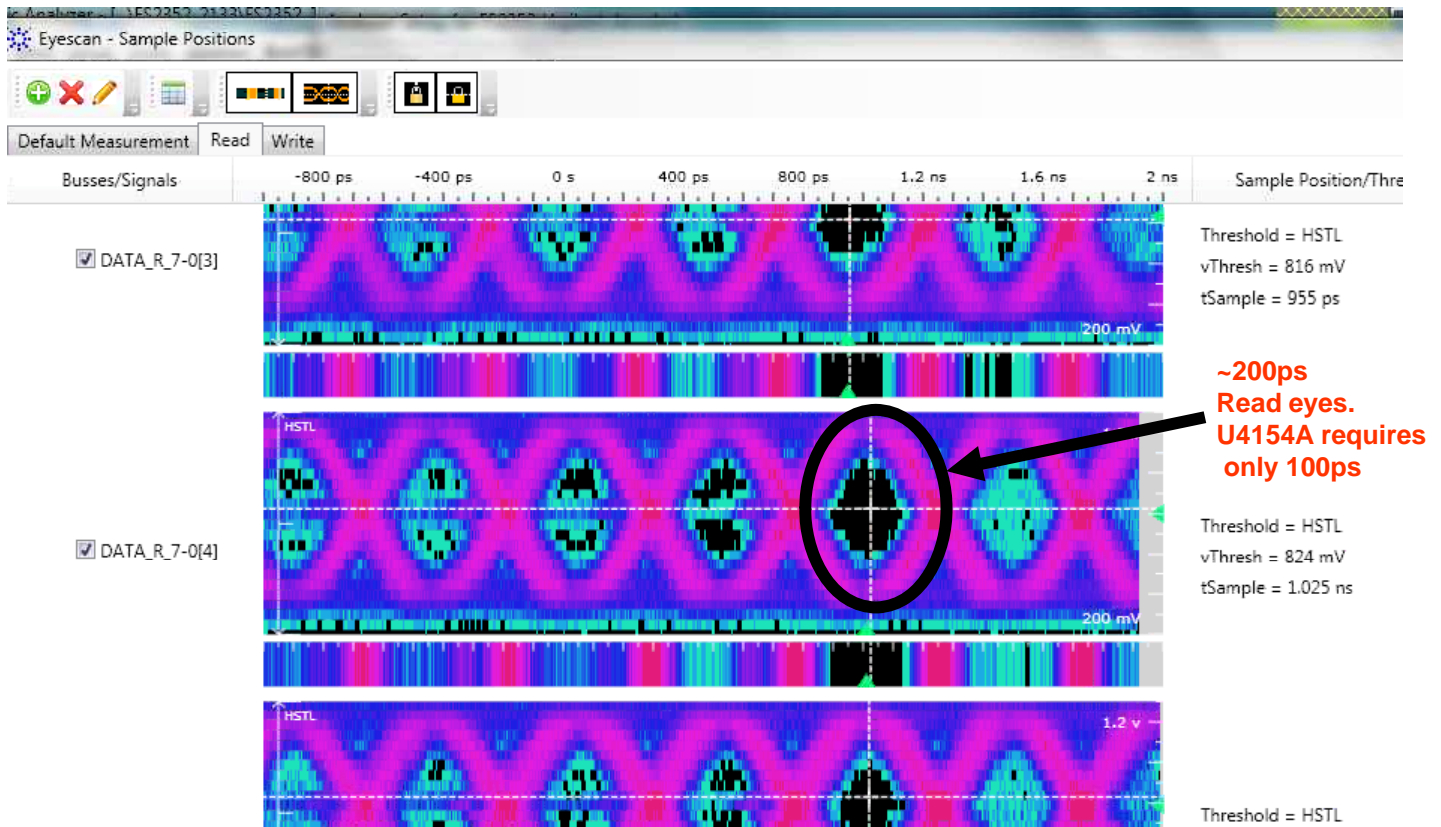 Eyescan - Sample Positions
Default Measurement Read Write
Busses/Signals -800 ps -400 ps 0 s 400 ps 800 ps 1.2 ns 1.6 ns 2 ns Sample Position/Thre
DATA_R_7-0[3]
Threshold = HSTL
vThresh = 816 mV
tSample = 955 ps
200 mV
~200ps
Read eyes.
U4154A requires
only 100ps
HSTL
DATA_R_7-0[4]
Threshold = HSTL
vThresh = 824 mV
tSample = 1.025 ns
200 mV
HSTL
1.2 v
Threshold = HSTL